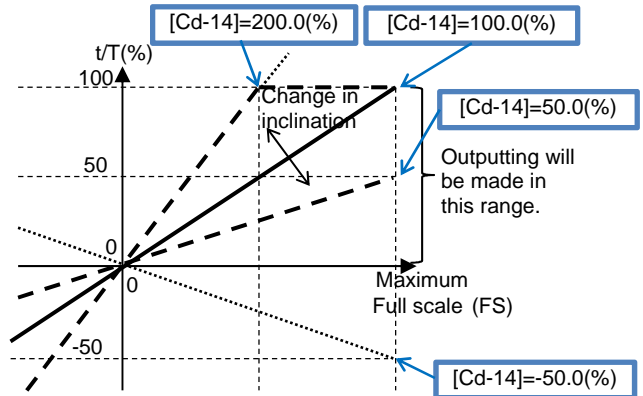 [Cd-14]=200.0(%)
[Cd-14]=100.0(%)
t/T(%)
100
Change in
inclination
[Cd-14]=50.0(%)
50
Outputting will
be made in
this range.
0
0
Maximum
Full scale (FS)
-50
[Cd-14]=-50.0(%)